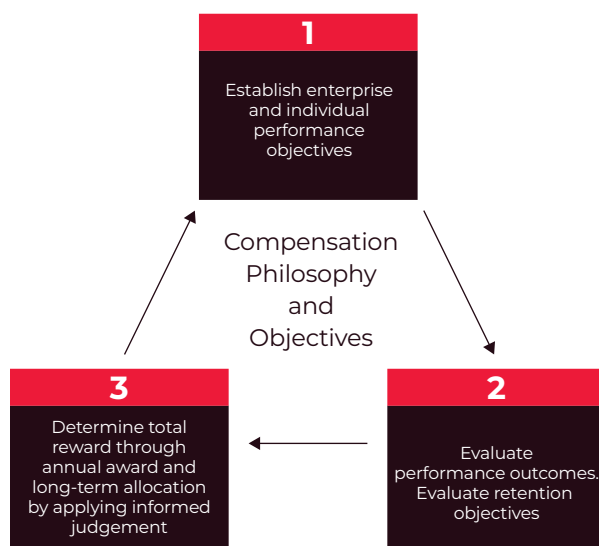 1
Establish enterprise
and individual
performance
objectives
Compensation
Philosophy
and
Objectives
3
Determine total
reward through
annual award and
long-term allocation
by applying informed
judgement
2
Evaluate
performance outcomes.
Evaluate retention
objectives